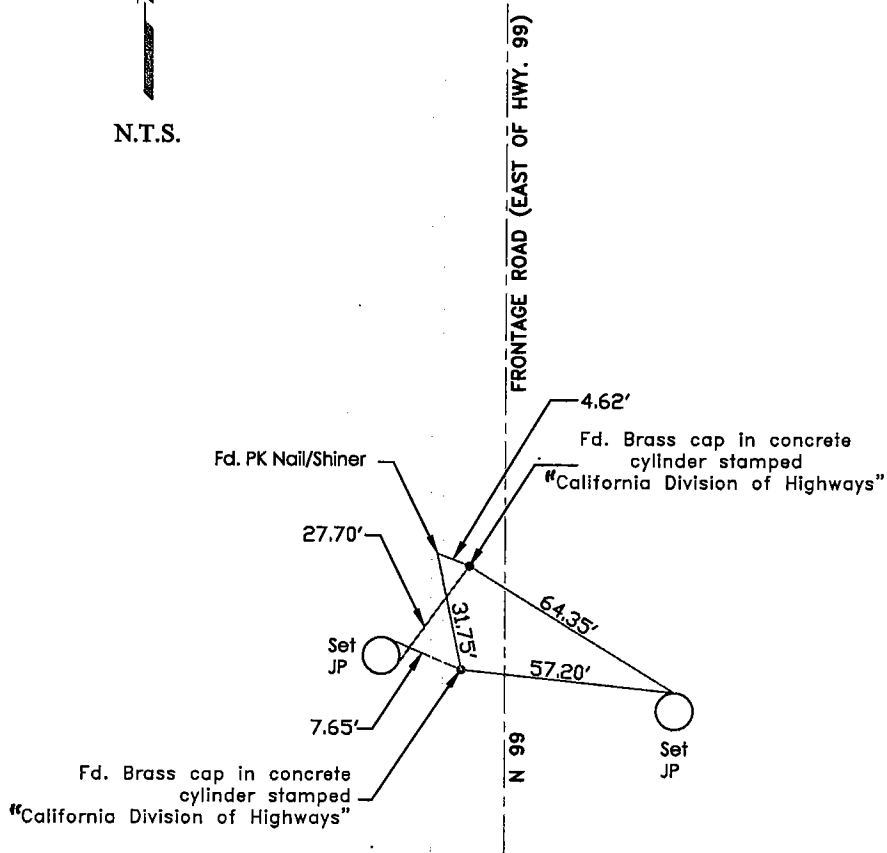 N.T.S.
FRONTAGE ROAD (EAST OF HWY. 99)
4.62'
Fd. Brass cap in concrete
cylinder stamped
"California Division of Highways"
Fd. PK Nail/Shiner
27.70'
31.75'
64.35'
Set
JP
57.20'
7.65'
N 99
Set
JP
Fd. Brass cap in concrete
cylinder stamped
"California Division of Highways"